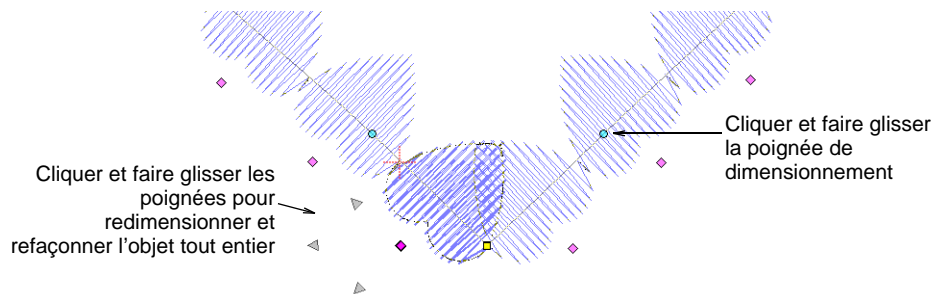 Cliquer et faire glisser les
poignées pour
redimensionner et
refaçonner l'objet tout entier
Cliquer et faire glisser
la poignée de
dimensionnement